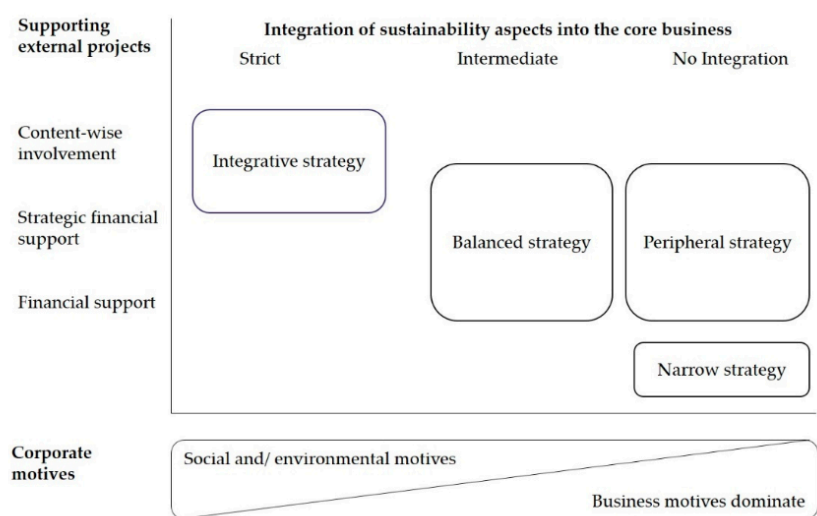 Supporting
external projects
Integration of sustainability aspects into the core business
Strict
Intermediate
No Integration
Content-wise
involvement
Integrative strategy
Strategic financial
support
Balanced strategy
Peripheral strategy
Financial support
Narrow strategy
Corporate
motives
Social and/ environmental motives
Business motives dominate